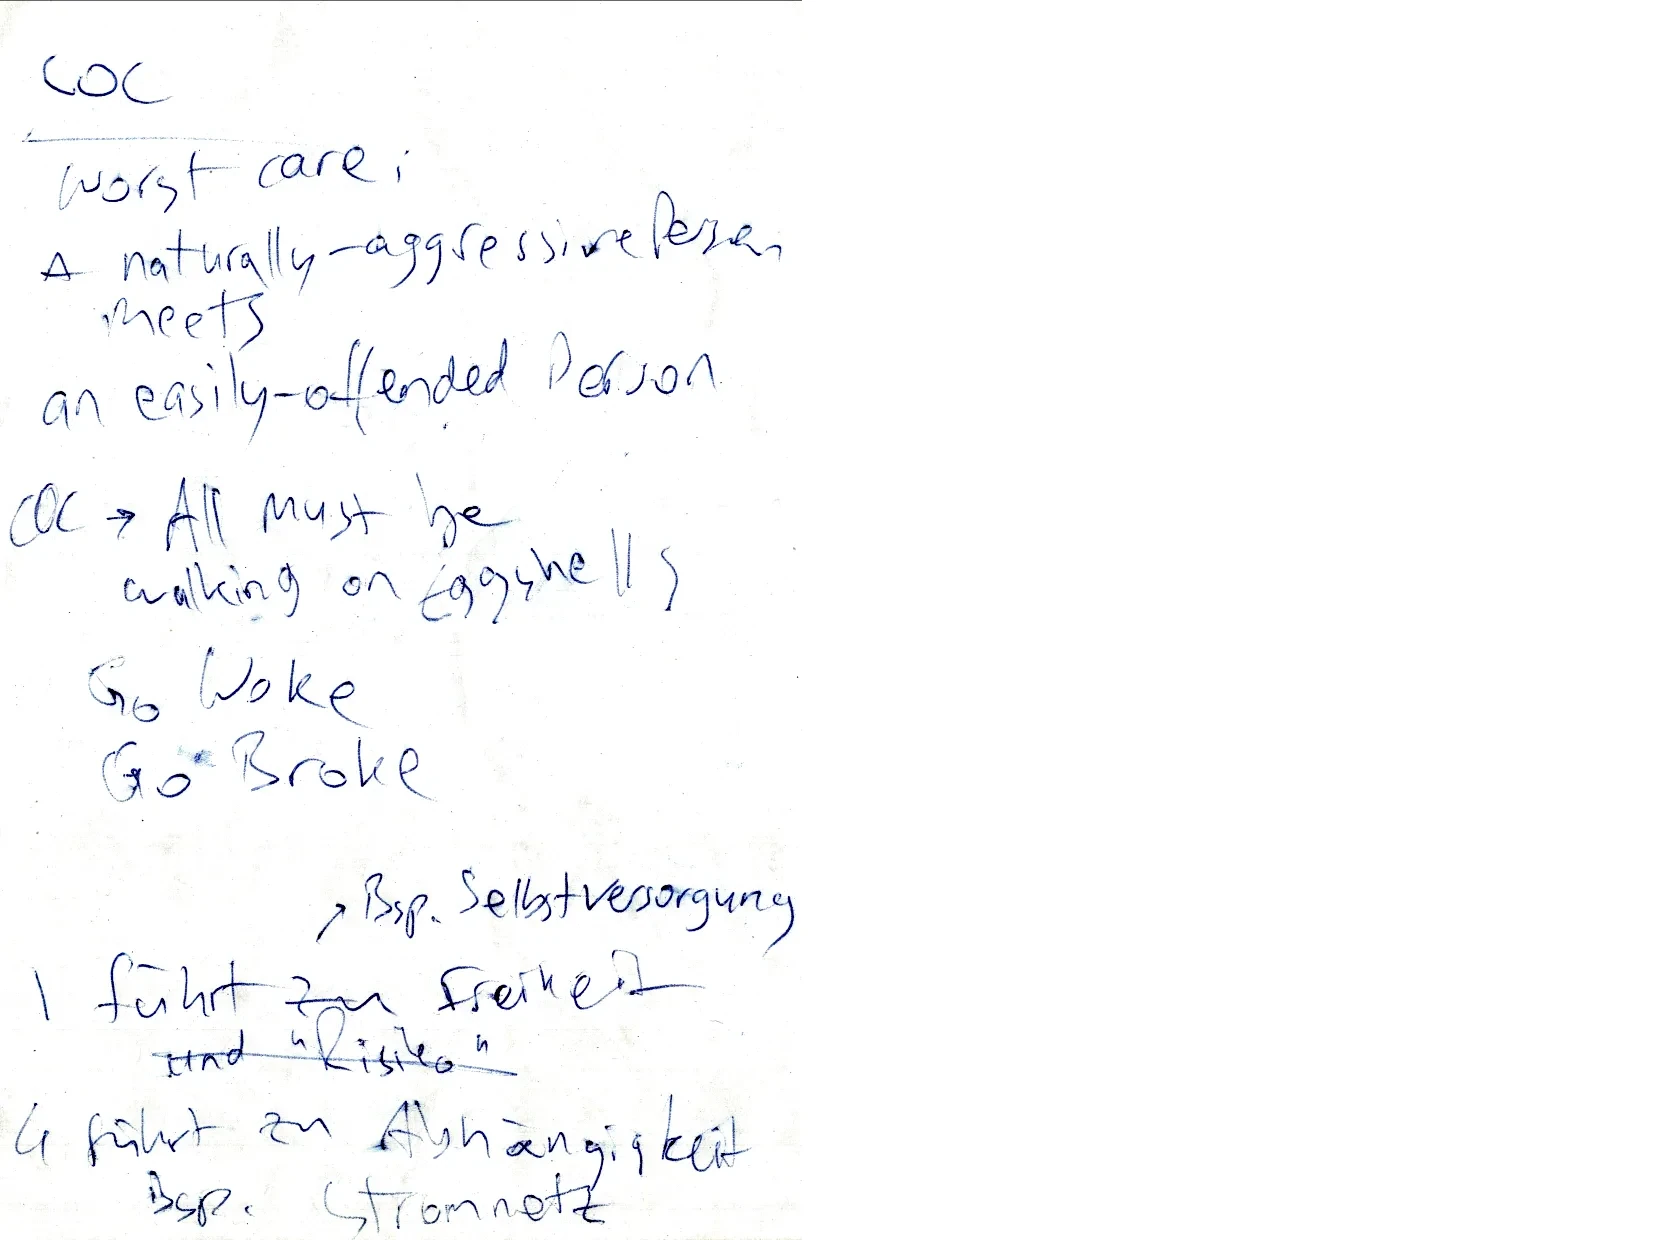 COC
Worst case:
A naturally-aggressive Person
meets
an easily-offended Person
COC → All must be
walking on Eggshells
Go Woke
Go Broke
↗ Bsp. Selbstversorgung
1 führt zu Freiheit
und "Risiko"
G führt zu Abhängigkeit
Bsp. Stromnetz